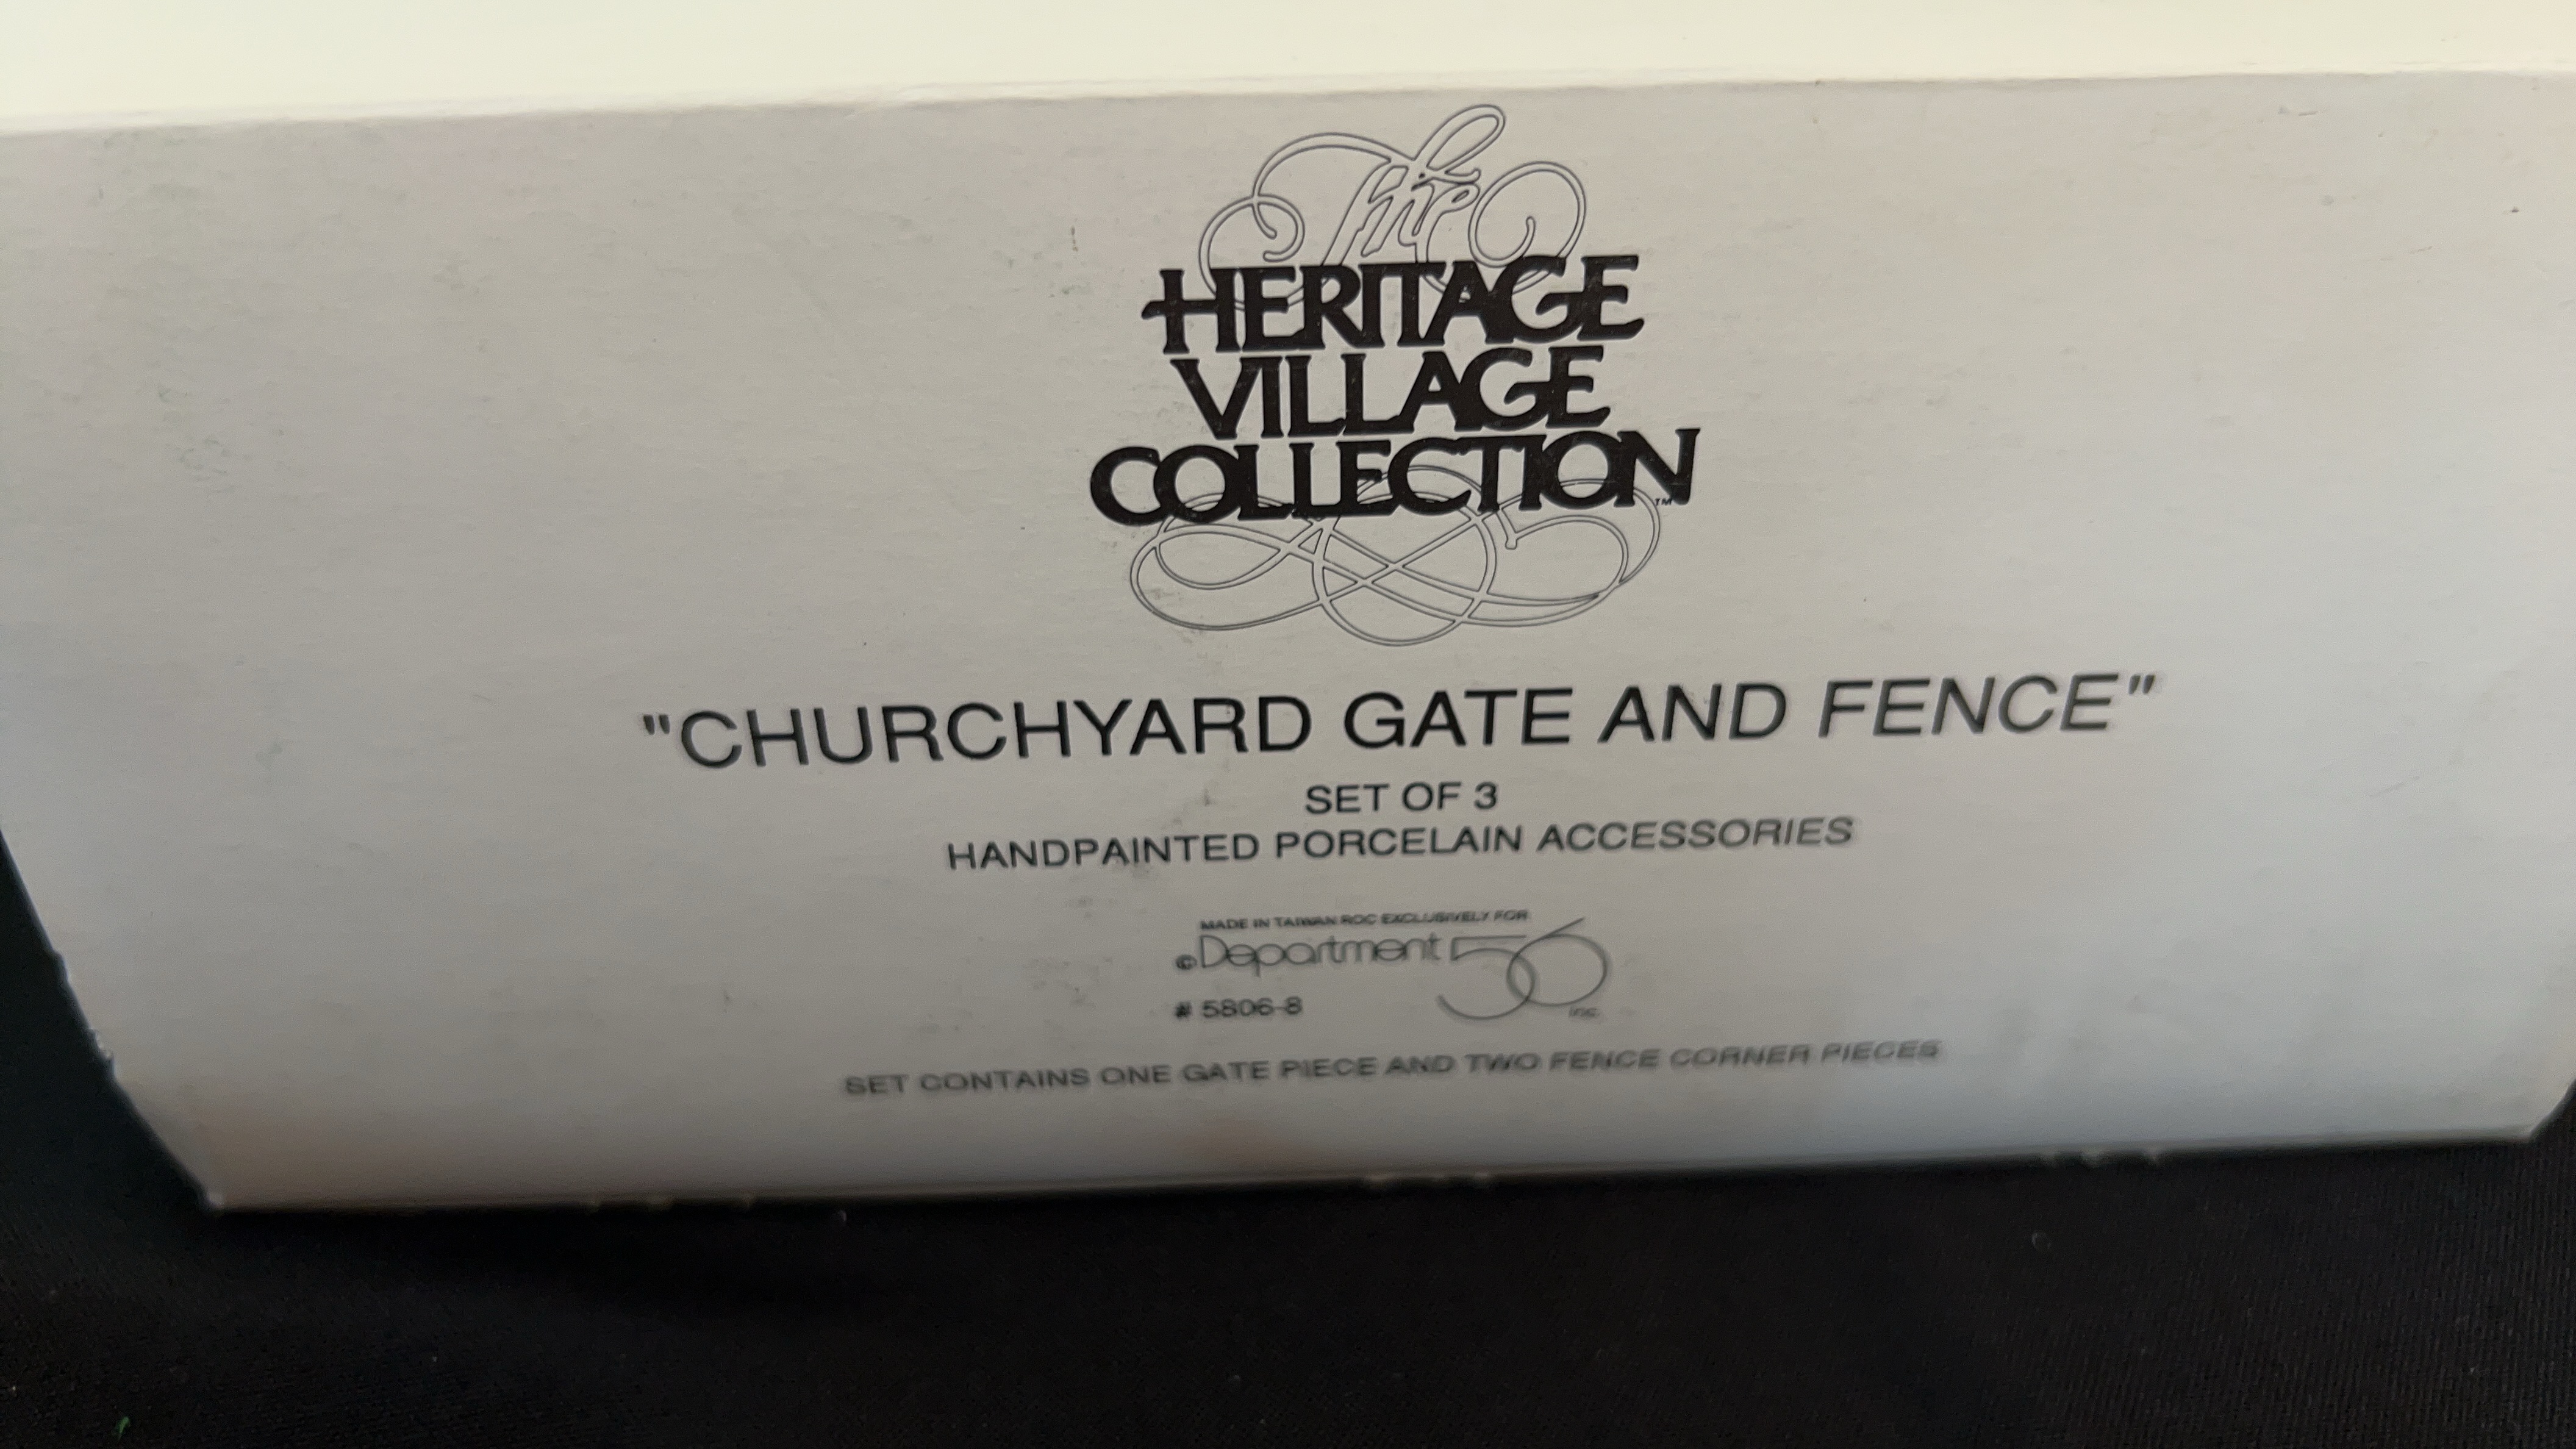 The
HERITAGE
VILLAGE
COLLECTION™
"CHURCHYARD GATE AND FENCE"
SET OF 3
HANDPAINTED PORCELAIN ACCESSORIES
MADE IN TAIWAN ROC EXCLUSIVELY FOR
©Department 56
# 5806-8 inc.
SET CONTAINS ONE GATE PIECE AND TWO FENCE CORNER PIECES